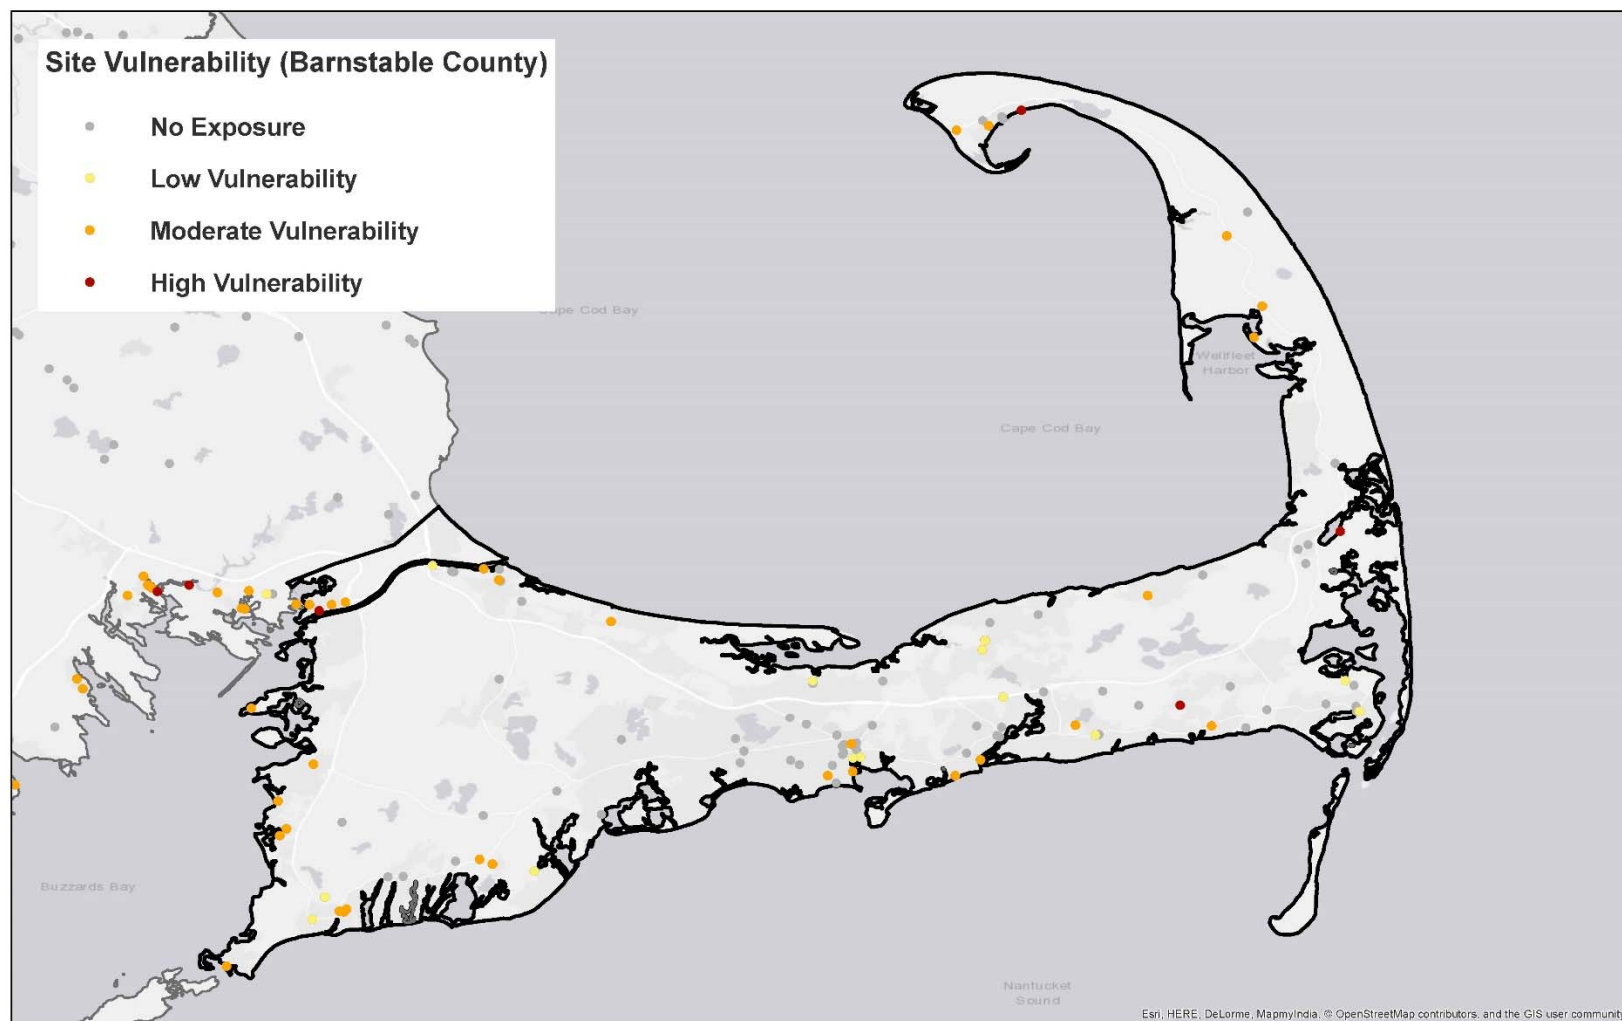 Site Vulnerability (Barnstable County)
No Exposure
Low Vulnerability
Moderate Vulnerability
High Vulnerability
Cape Cod Bay
Wellfleet
Harbor
Cape Cod Bay
Buzzards Bay
Nantucket
Sound
Esri, HERE, DeLorme, MapmyIndia, © OpenStreetMap contributors, and the GIS user communit